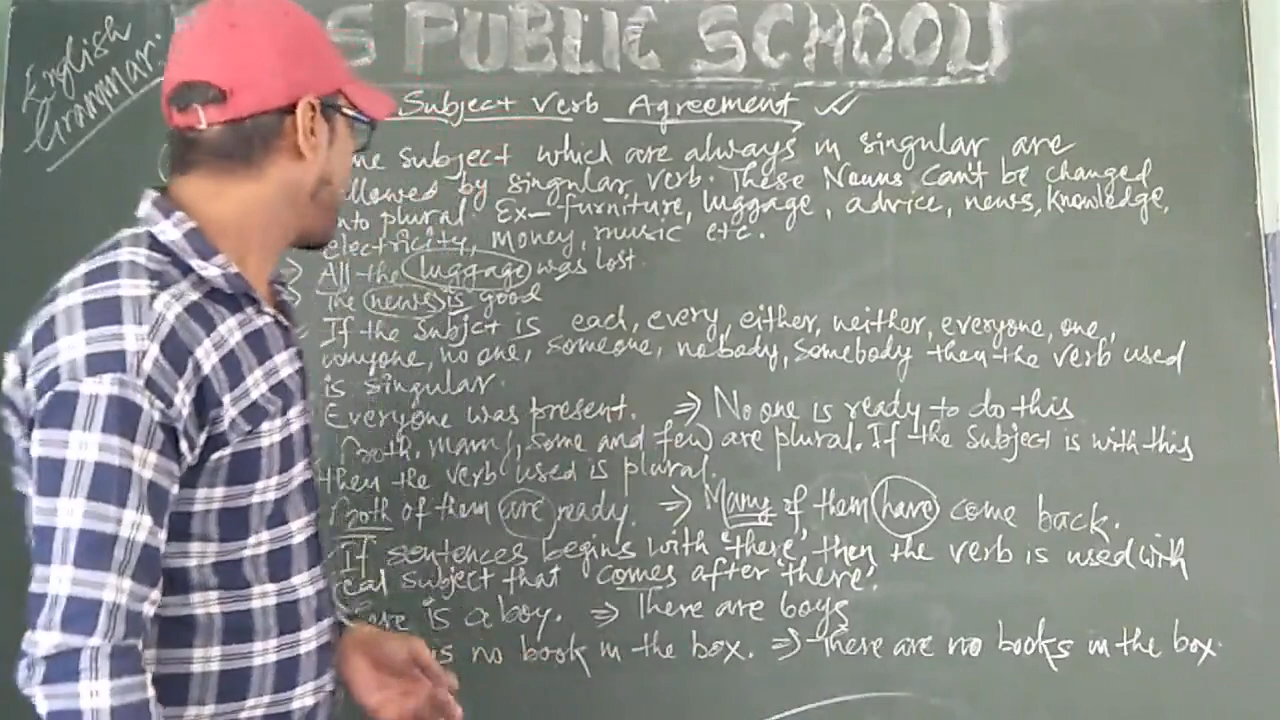 English
Grammar:
S PUBLIC SCHOOL
Subject Verb Agreement
me Subject which are always in singular are
llowed by singular verb. These Nouns can't be changed
into plural. Ex- furniture, luggage, advice, news, knowledge,
electricity, money, music etc.
All the luggage was lost.
The news is good
If the Subjct is each, every, either, neither, everyone, one,
anyone, no one, someone, nobody, somebody then the verb used
is singular.
Everyone was present. ⇒ No one is ready to do this
Both, many, some and few are plural. If the Subject is with this
then the verb used is plural.
Both of them are ready. ⇒ Many of them have come back.
If sentences begins with 'there', then the verb is used with
real subject that comes after 'there'.
ere is a boy. ⇒ There are boys
is no book in the box. ⇒ There are no books in the box.